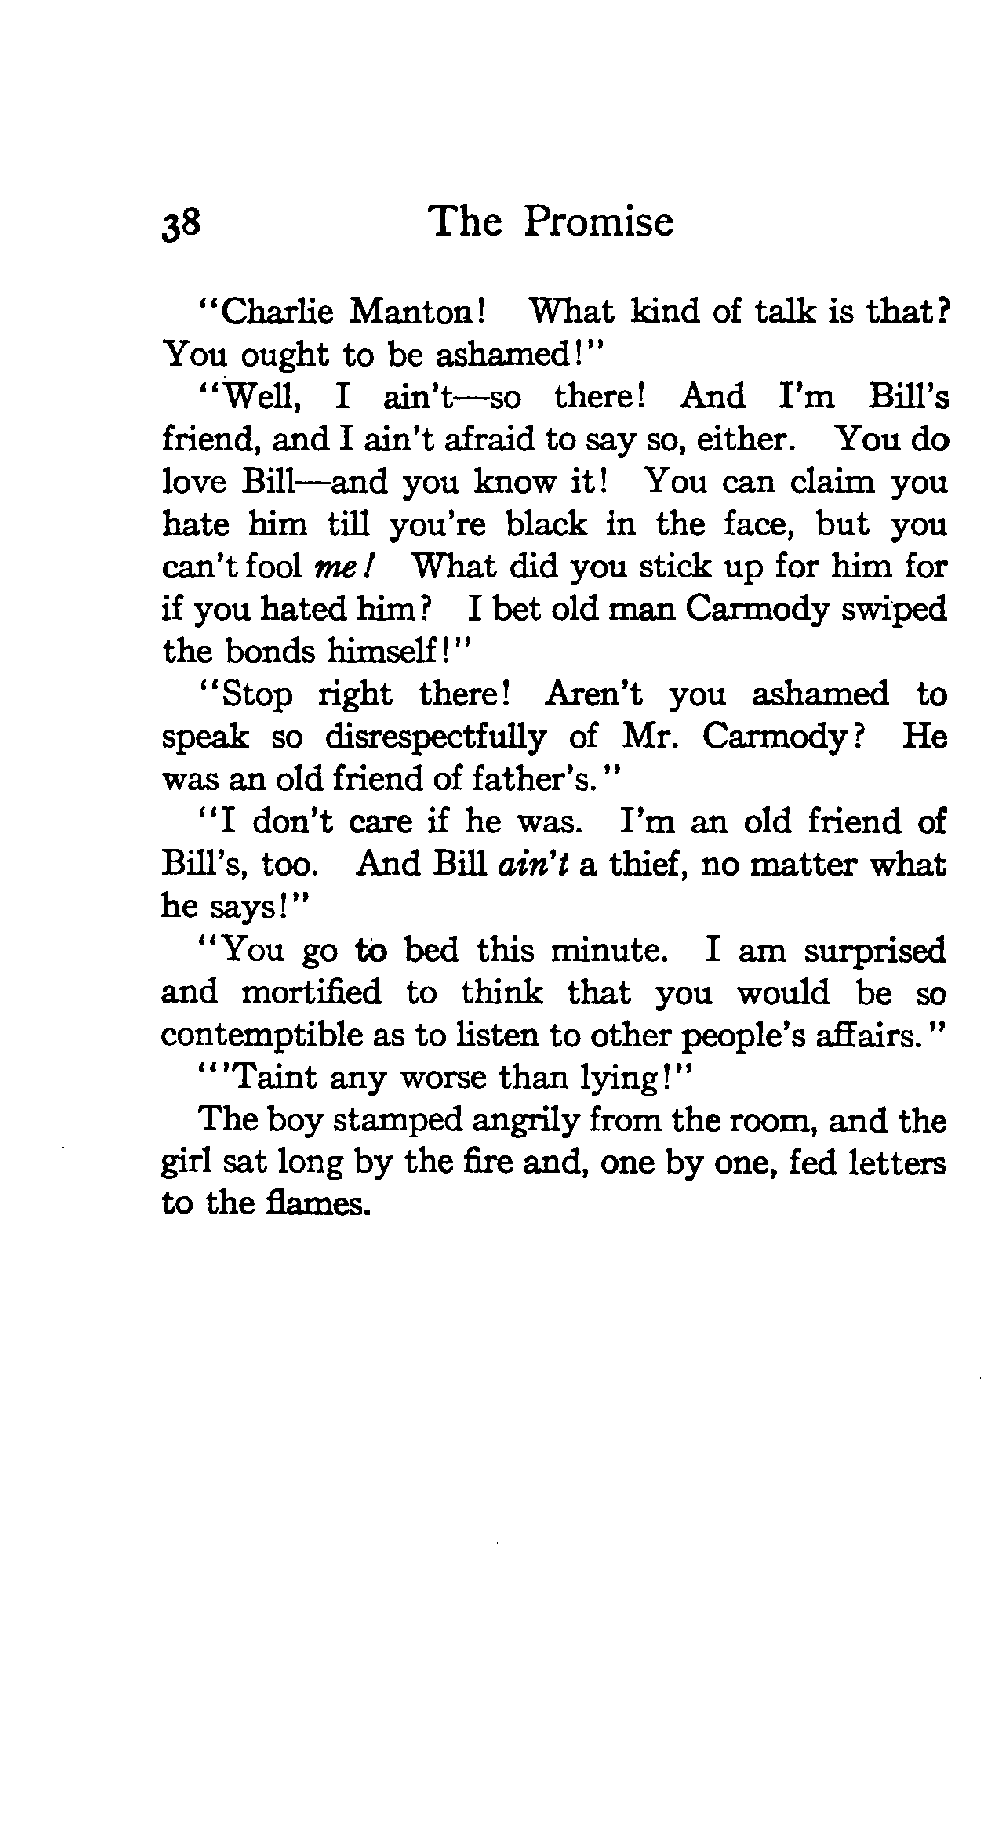 38 The Promise
“Charlie Manton! What kind of talk is that?
You ought to be ashamed!”
“Well, I ain't—so there! And I'm Bill's
friend, and I ain't afraid to say so, either. You do
love Bill—and you know it! You can claim you
hate him till you're black in the face, but you
can't fool me! What did you stick up for him for
if you hated him? I bet old man Carmody swiped
the bonds himself!”
“Stop right there! Aren't you ashamed to
speak so disrespectfully of Mr. Carmody? He
was an old friend of father's.”
“I don't care if he was. I'm an old friend of
Bill's, too. And Bill ain't a thief, no matter what
he says!”
“You go to bed this minute. I am surprised
and mortified to think that you would be so
contemptible as to listen to other people's affairs.”
“'Taint any worse than lying!”
The boy stamped angrily from the room, and the
girl sat long by the fire and, one by one, fed letters
to the flames.